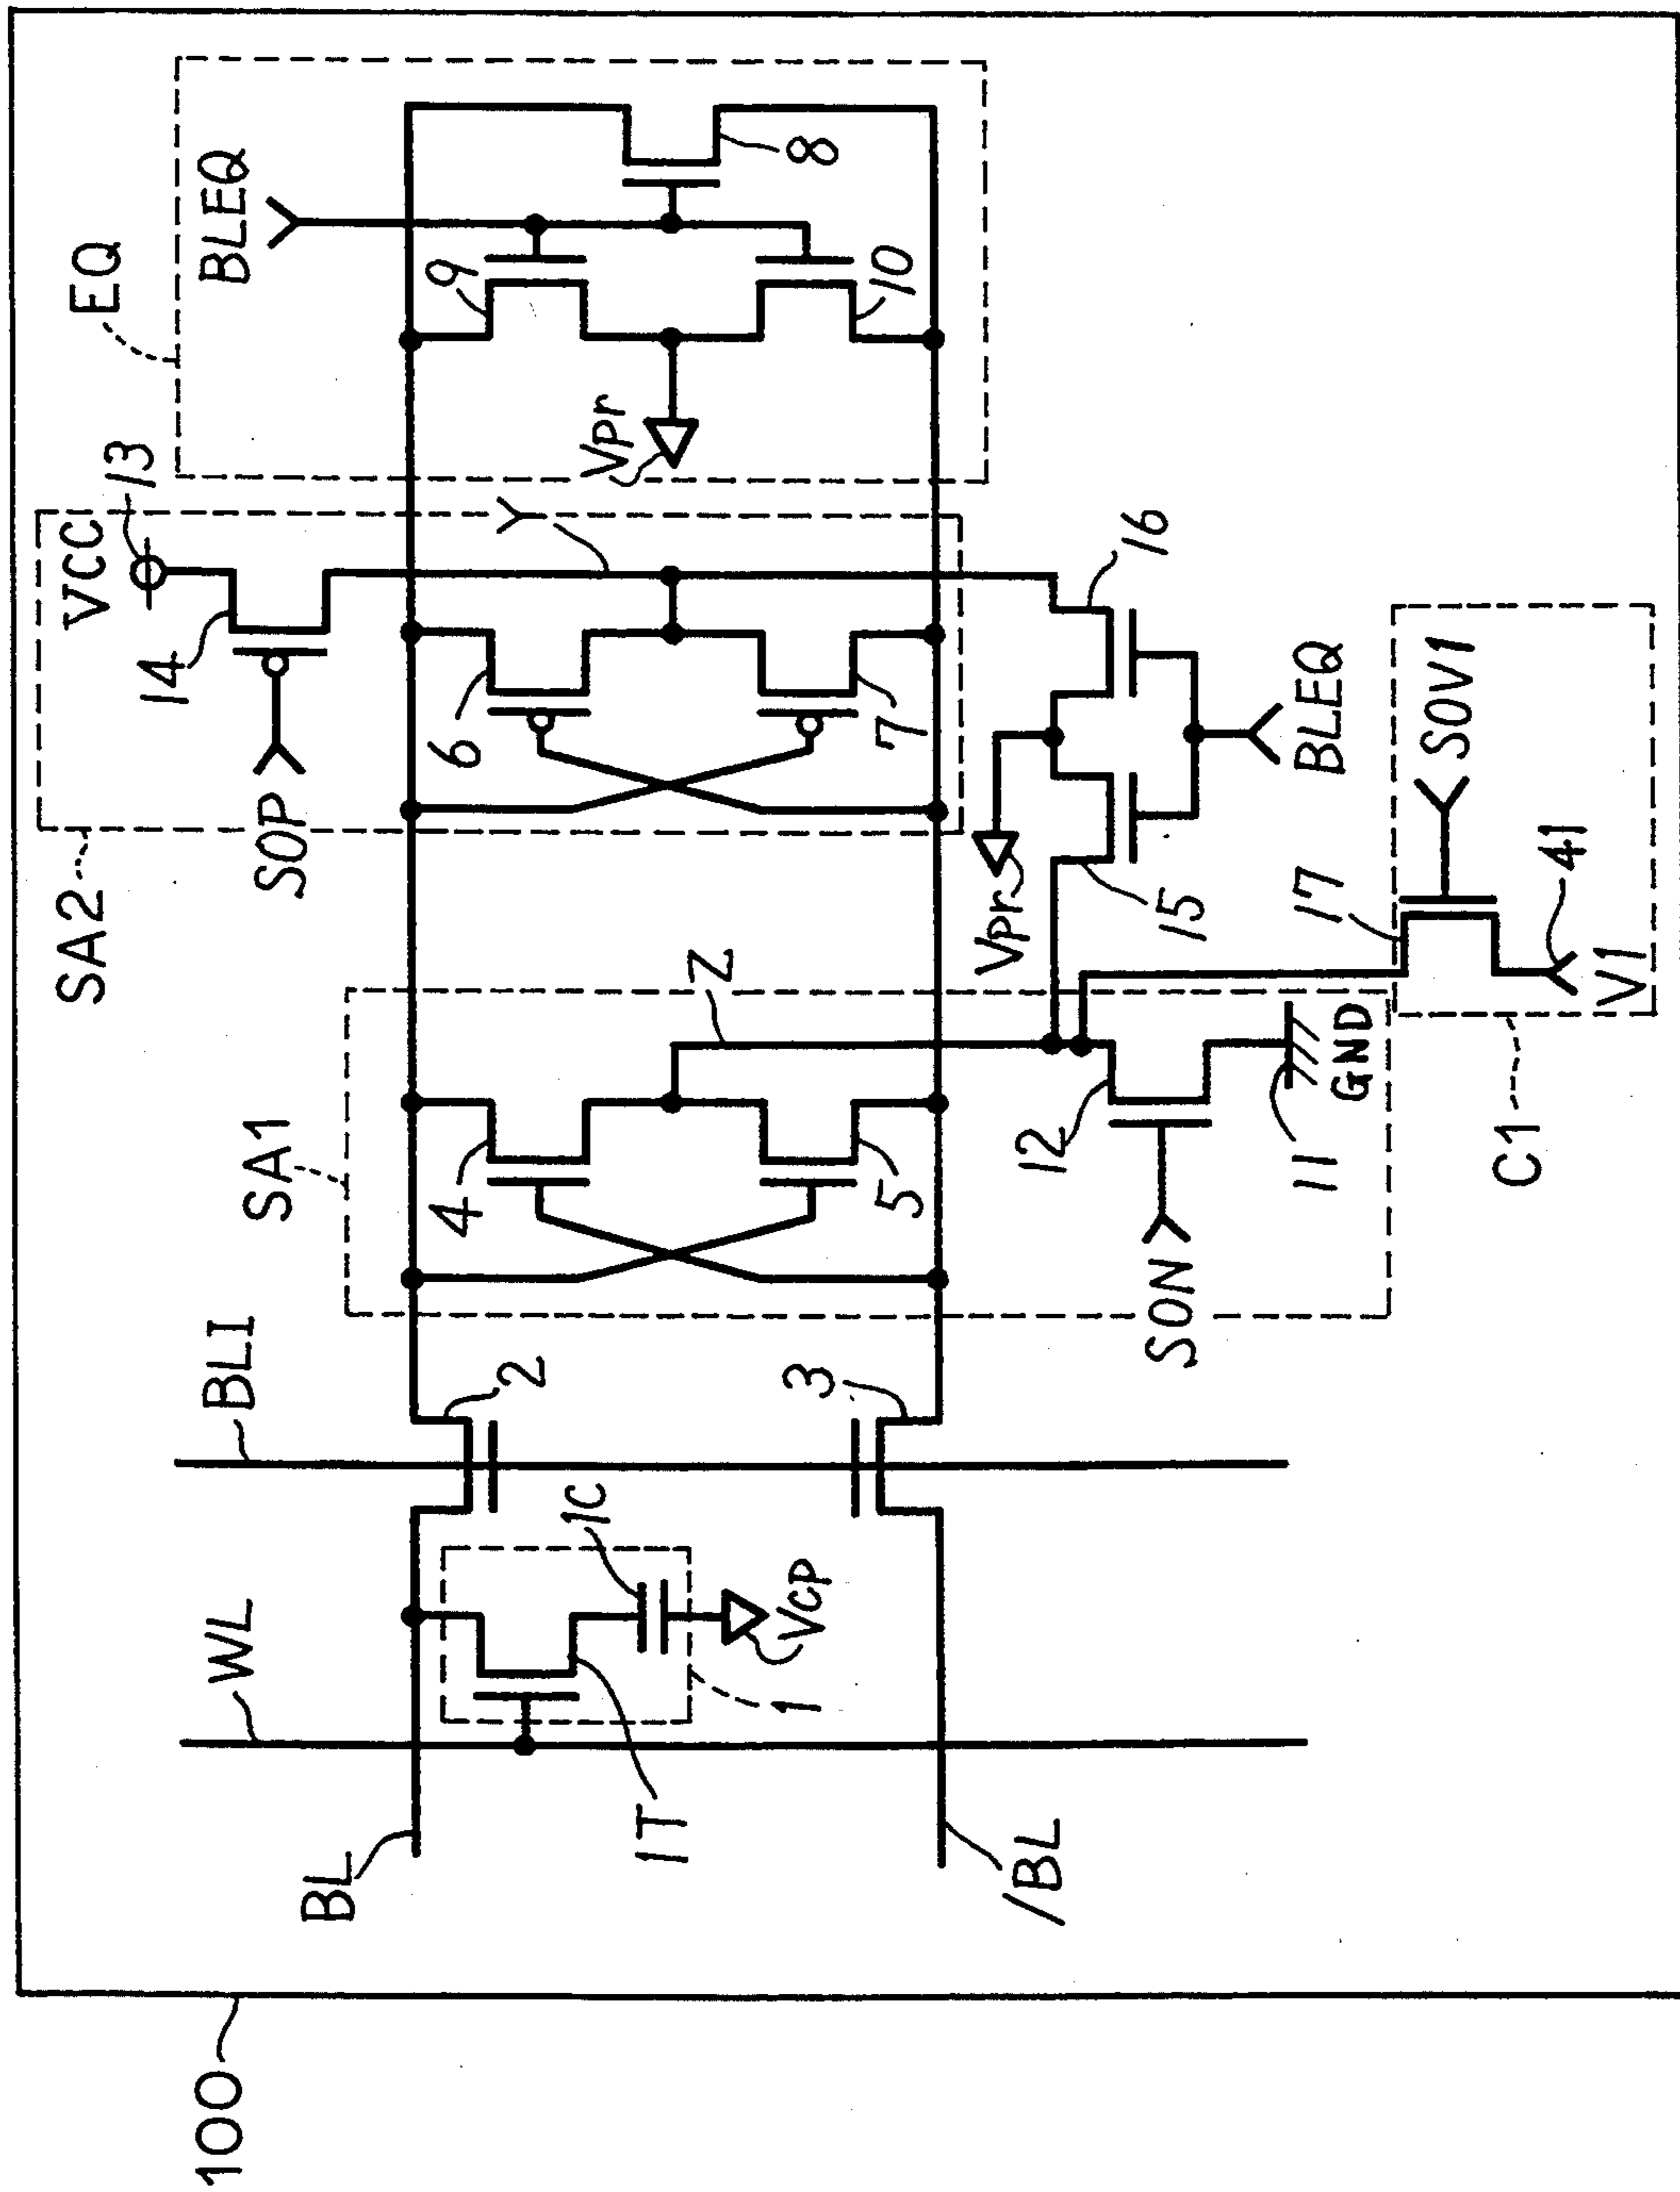 100
BL
/BL
WL
1T
1
1C
VCP
BLI
2
3
SA1
4
5
Z
SON
12
11
GND
SA2
VCC
13
14
SOP
6
7
Y
Vpr
15
16
BLEQ
C1
17
SOV1
41
V1
EQ
BLEQ
9
10
8
Vpr